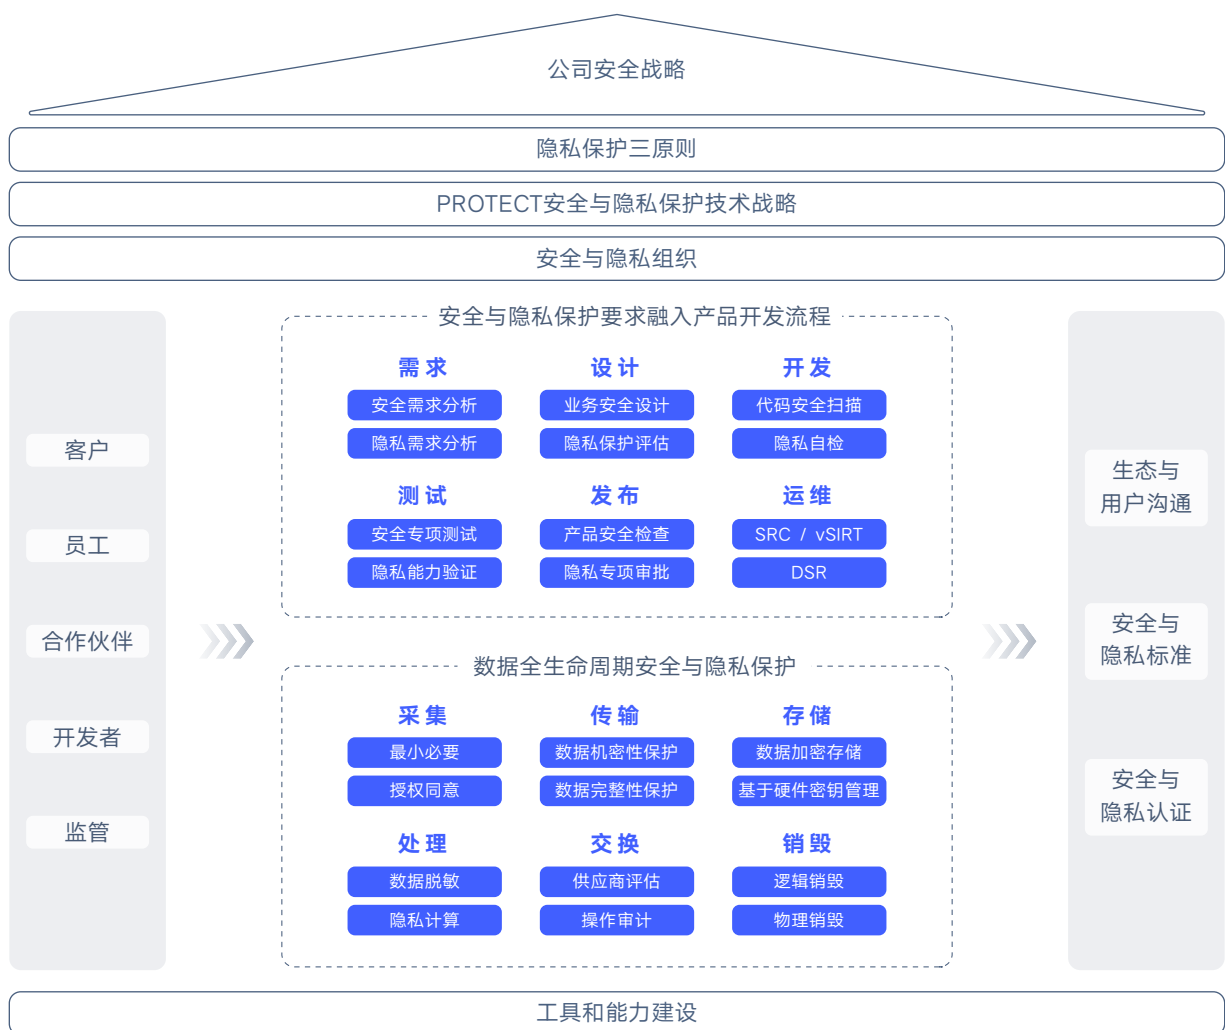 公司安全战略
隐私保护三原则
PROTECT安全与隐私保护技术战略
安全与隐私组织
客户
员工
合作伙伴
开发者
监管
安全与隐私保护要求融入产品开发流程
需求
安全需求分析
隐私需求分析
设计
业务安全设计
隐私保护评估
开发
代码安全扫描
隐私自检
测试
安全专项测试
隐私能力验证
发布
产品安全检查
隐私专项审批
运维
SRC / vSIRT
DSR
数据全生命周期安全与隐私保护
采集
最小必要
授权同意
传输
数据机密性保护
数据完整性保护
存储
数据加密存储
基于硬件密钥管理
处理
数据脱敏
隐私计算
交换
供应商评估
操作审计
销毁
逻辑销毁
物理销毁
生态与
用户沟通
安全与
隐私标准
安全与
隐私认证
工具和能力建设